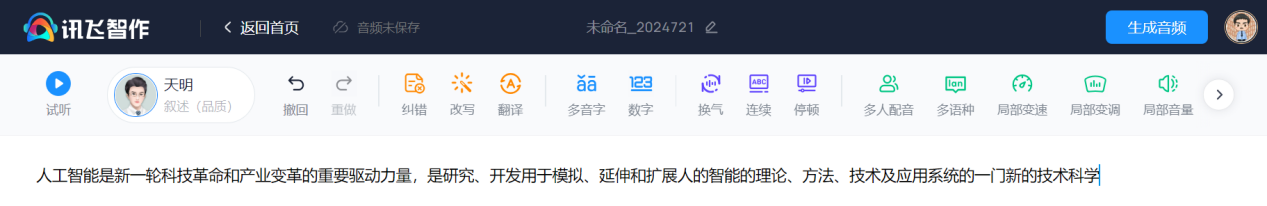 讯飞智作 返回首页 音频未保存 未命名_2024721 生成音频
天明
试听 叙述（品质） 撤回 重做 纠错 改写 翻译 多音字 数字 换气 连续 停顿 多人配音 多语种 局部变速 局部变调 局部音量
人工智能是新一轮科技革命和产业变革的重要驱动力量，是研究、开发用于模拟、延伸和扩展人的智能的理论、方法、技术及应用系统的一门新的技术科学